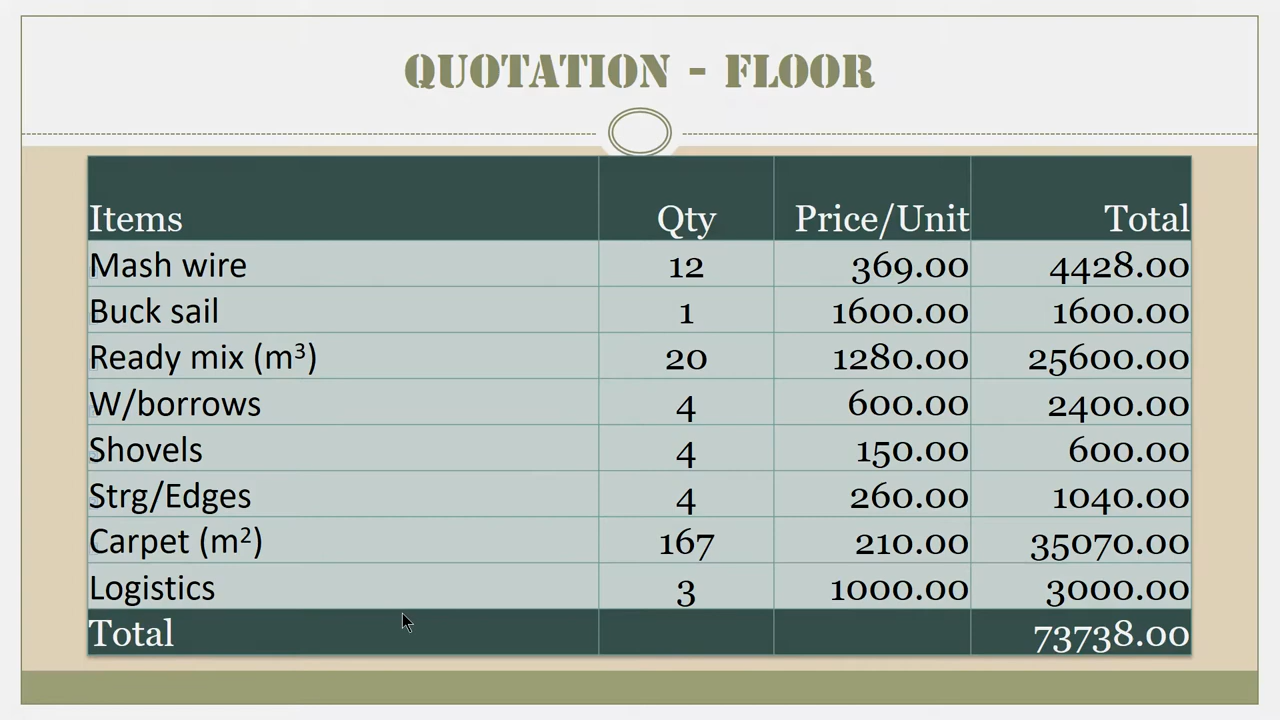 QUOTATION - FLOOR
Items Qty Price/Unit Total
Mash wire 12 369.00 4428.00
Buck sail 1 1600.00 1600.00
Ready mix (m³) 20 1280.00 25600.00
W/borrows 4 600.00 2400.00
Shovels 4 150.00 600.00
Strg/Edges 4 260.00 1040.00
Carpet (m²) 167 210.00 35070.00
Logistics 3 1000.00 3000.00
Total 73738.00